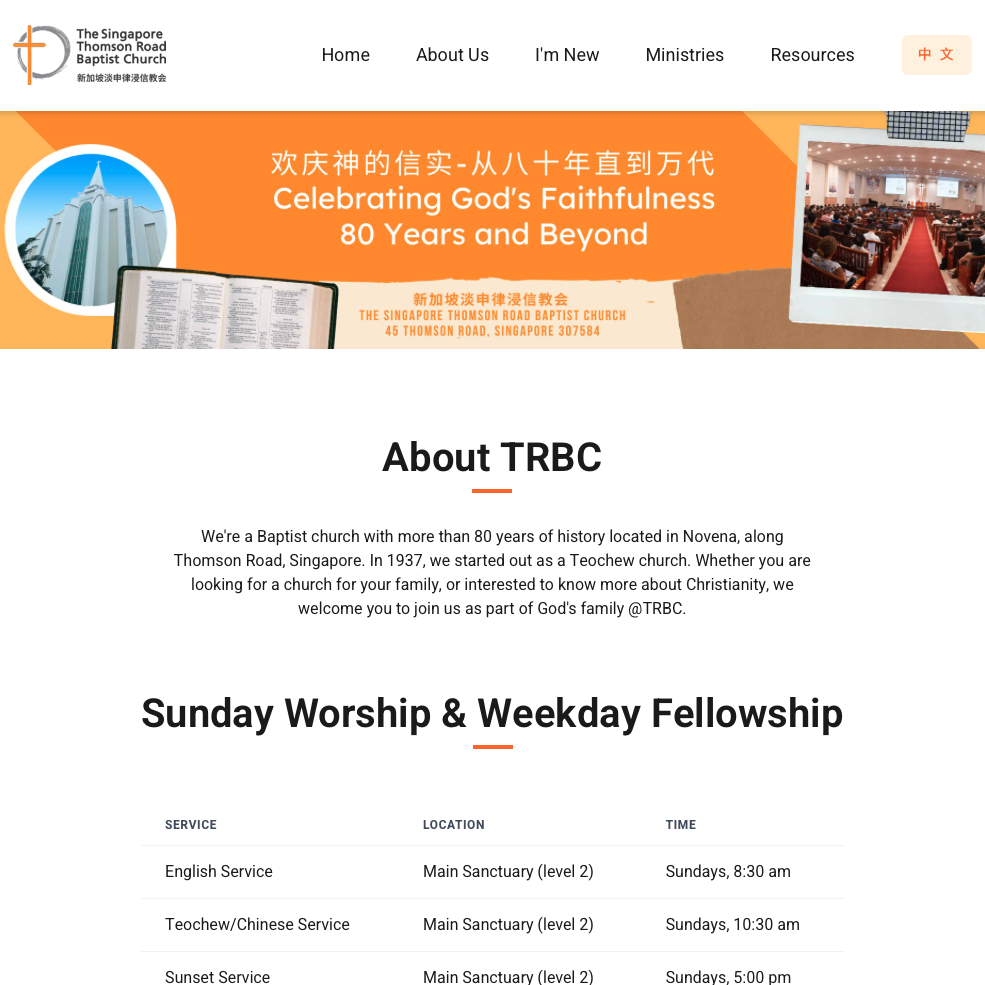 The Singapore
Thomson Road
Baptist Church
新加坡淡申律浸信教会
Home
About Us
I'm New
Ministries
Resources
中 文
欢庆神的信实-从八十年直到万代
Celebrating God's Faithfulness
80 Years and Beyond
新加坡淡申律浸信教会
THE SINGAPORE THOMSON ROAD BAPTIST CHURCH
45 THOMSON ROAD, SINGAPORE 307584
About TRBC
We're a Baptist church with more than 80 years of history located in Novena, along
Thomson Road, Singapore. In 1937, we started out as a Teochew church. Whether you are
looking for a church for your family, or interested to know more about Christianity, we
welcome you to join us as part of God's family @TRBC.
Sunday Worship & Weekday Fellowship
SERVICE LOCATION TIME
English Service Main Sanctuary (level 2) Sundays, 8:30 am
Teochew/Chinese Service Main Sanctuary (level 2) Sundays, 10:30 am
Sunset Service Main Sanctuary (level 2) Sundays, 5:00 pm